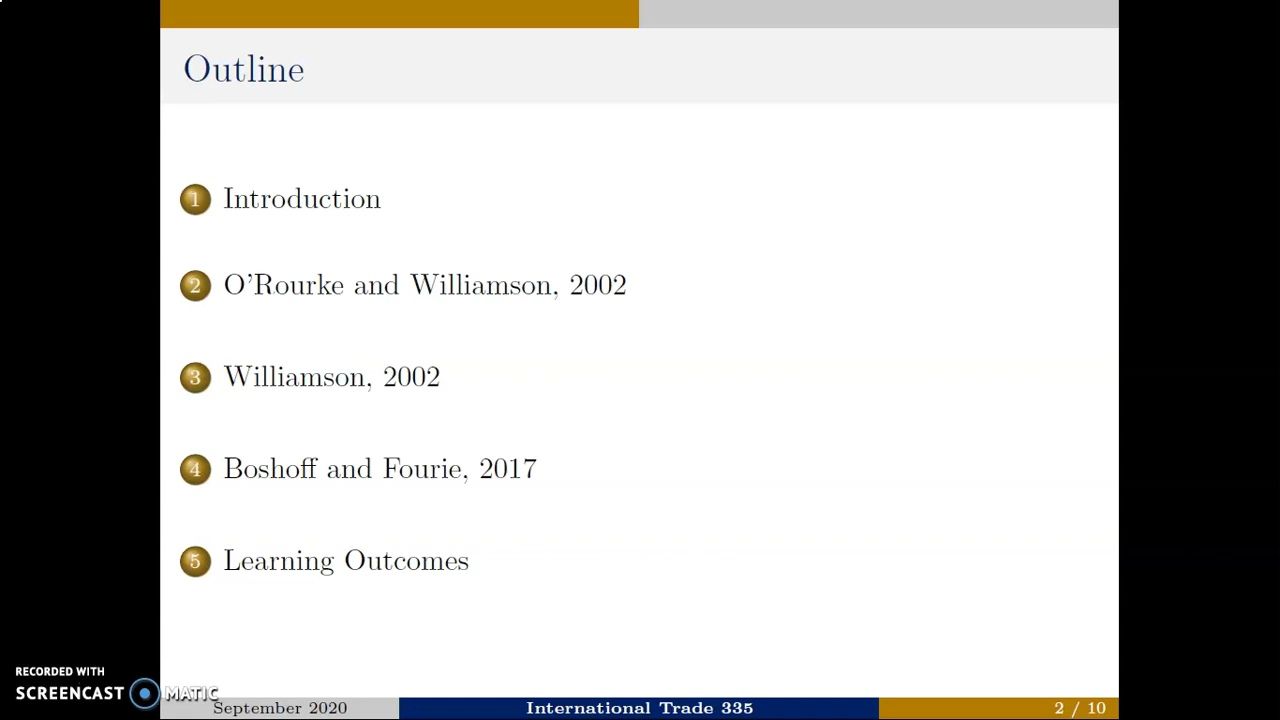 Outline
1 Introduction
2 O'Rourke and Williamson, 2002
3 Williamson, 2002
4 Boshoff and Fourie, 2017
5 Learning Outcomes
RECORDED WITH
SCREENCAST MATIC
September 2020 International Trade 335 2 / 10